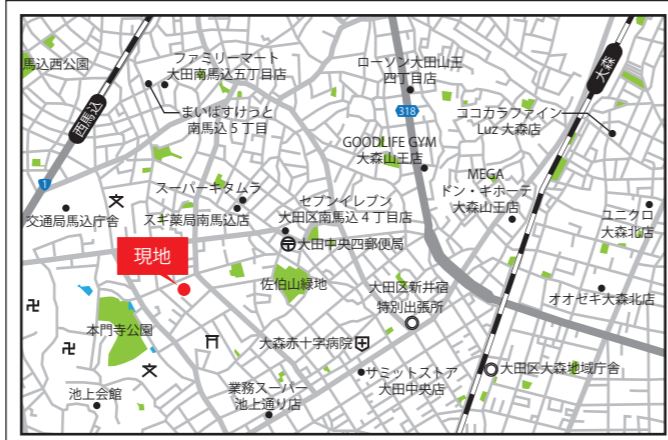 馬込西公園
ファミリーマート
大田南馬込五丁目店
ローソン大田山王
四丁目店
大森
西馬込
まいばすけっと
南馬込５丁目
318
ココカラファイン
Luz 大森店
GOODLIFE GYM
大森山王店
MEGA
ドン・キホーテ
大森山王店
1
文
スーパーキタムラ
スギ薬局南馬込店
交通局馬込庁舎
セブンイレブン
大田区南馬込４丁目店
ユニクロ
大森北店
大田中央四郵便局
現地
佐伯山緑地
大田区新井宿
特別出張所
オオゼキ大森北店
本門寺公園
大森赤十字病院
文
サミットストア
大田中央店
大田区大森地域庁舎
池上会館
業務スーパー
池上通り店